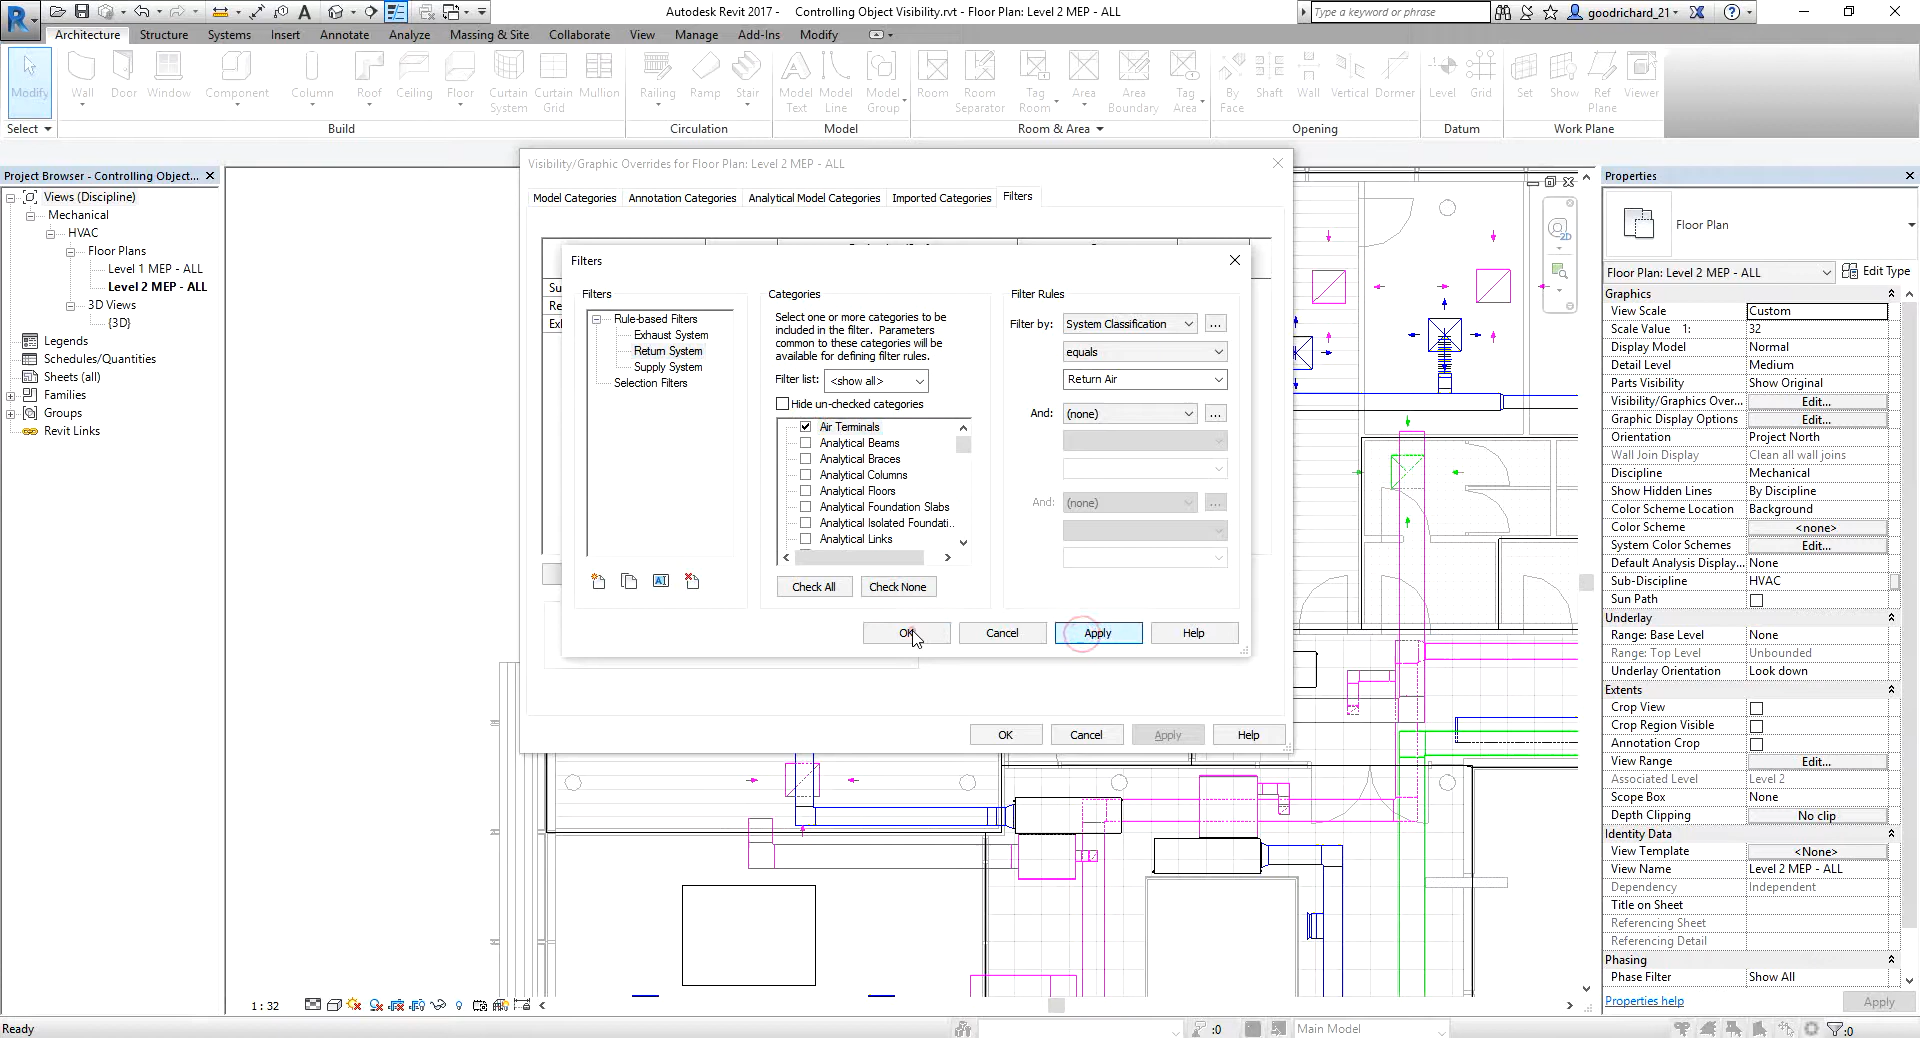 Autodesk Revit 2017 - Controlling Object Visibility.rvt - Floor Plan: Level 2 MEP - ALL
Type a keyword or phrase
goodrichard_21
Architecture Structure Systems Insert Annotate Analyze Massing & Site Collaborate View Manage Add-Ins Modify
Modify Wall Door Window Component Column Roof Ceiling Floor Curtain System Curtain Grid Mullion Railing Ramp Stair Model Text Model Line Model Group Room Room Separator Tag Room Area Area Boundary Tag Area By Face Shaft Wall Vertical Dormer Level Grid Set Show Ref Plane Viewer
Select Build Circulation Model Room & Area Opening Datum Work Plane
Project Browser - Controlling Object...
Views (Discipline)
Mechanical
HVAC
Floor Plans
Level 1 MEP - ALL
Level 2 MEP - ALL
3D Views
{3D}
Legends
Schedules/Quantities
Sheets (all)
Families
Groups
Revit Links
Visibility/Graphic Overrides for Floor Plan: Level 2 MEP - ALL
Model Categories Annotation Categories Analytical Model Categories Imported Categories Filters
Su
Re
Exl
Filters
Filters
Rule-based Filters
Exhaust System
Return System
Supply System
Selection Filters
Categories
Select one or more categories to be
included in the filter. Parameters
common to these categories will be
available for defining filter rules.
Filter list: <show all>
Hide un-checked categories
Air Terminals
Analytical Beams
Analytical Braces
Analytical Columns
Analytical Floors
Analytical Foundation Slabs
Analytical Isolated Foundati..
Analytical Links
Check All Check None
Filter Rules
Filter by: System Classification ...
equals
Return Air
And: (none) ...
And: (none) ...
OK Cancel Apply Help
OK Cancel Apply Help
2D
Properties
Floor Plan
Floor Plan: Level 2 MEP - ALL Edit Type
Graphics
View Scale Custom
Scale Value 1: 32
Display Model Normal
Detail Level Medium
Parts Visibility Show Original
Visibility/Graphics Over... Edit...
Graphic Display Options Edit...
Orientation Project North
Wall Join Display Clean all wall joins
Discipline Mechanical
Show Hidden Lines By Discipline
Color Scheme Location Background
Color Scheme <none>
System Color Schemes Edit...
Default Analysis Display... None
Sub-Discipline HVAC
Sun Path
Underlay
Range: Base Level None
Range: Top Level Unbounded
Underlay Orientation Look down
Extents
Crop View
Crop Region Visible
Annotation Crop
View Range Edit...
Associated Level Level 2
Scope Box None
Depth Clipping No clip
Identity Data
View Template <None>
View Name Level 2 MEP - ALL
Dependency Independent
Title on Sheet
Referencing Sheet
Referencing Detail
Phasing
Phase Filter Show All
Properties help Apply
1 : 32
Ready
:0
Main Model
:0